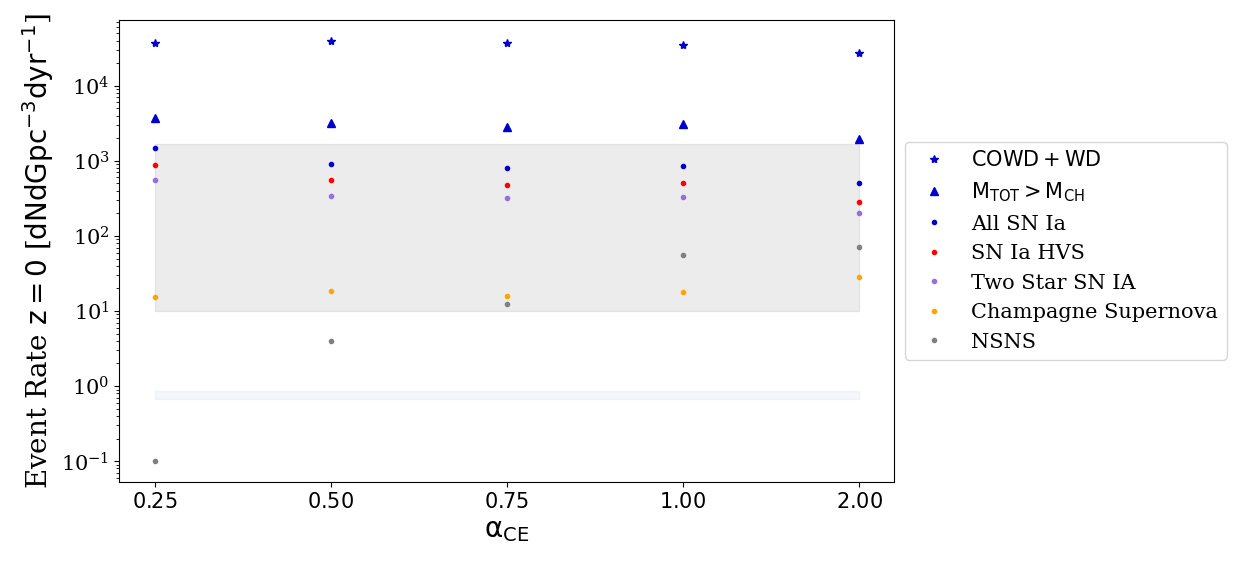 Event Rate z = 0 [dNdGpc⁻³dyr⁻¹]
10⁴
10³
10²
10¹
10⁰
10⁻¹
0.25 0.50 0.75 1.00 2.00
α_CE
COWD + WD
M_TOT > M_CH
All SN Ia
SN Ia HVS
Two Star SN IA
Champagne Supernova
NSNS